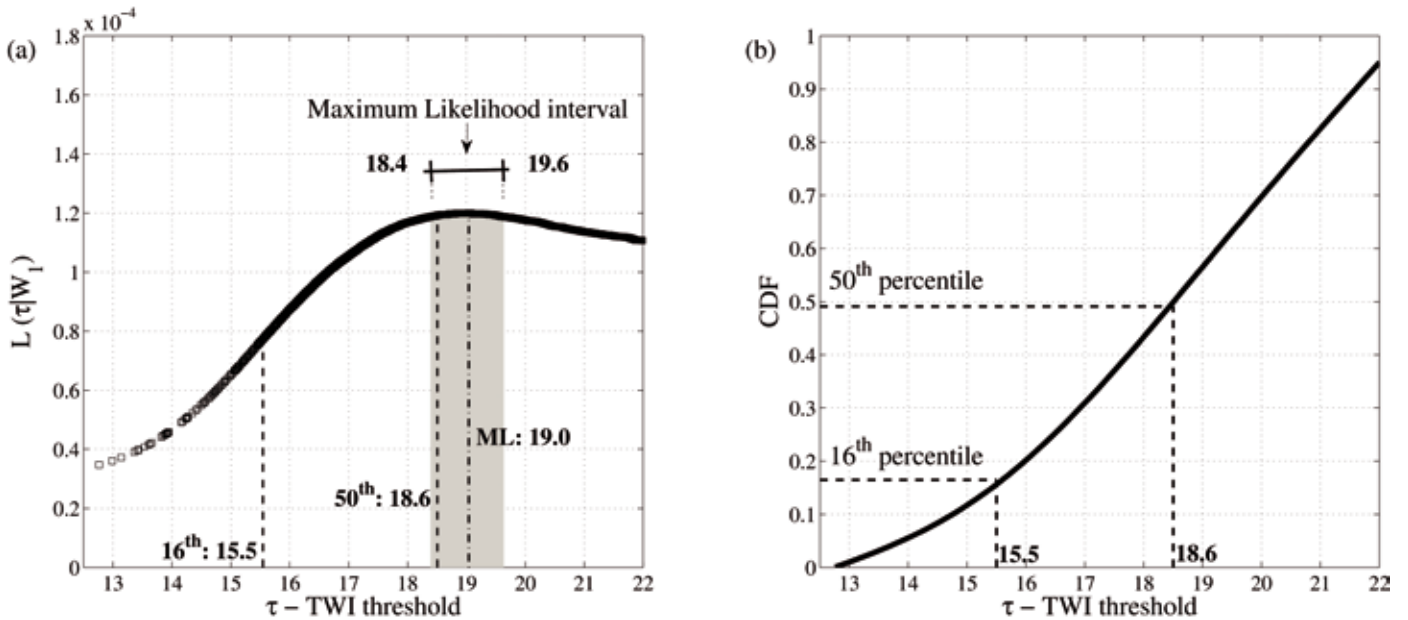 (a)
x 10⁻⁴
1.8
1.6
1.4
1.2
1
0.8
0.6
0.4
0.2
0
L (τ|W₁)
Maximum Likelihood interval
18.4 19.6
ML: 19.0
50th: 18.6
16th: 15.5
13 14 15 16 17 18 19 20 21 22
τ – TWI threshold
(b)
1
0.9
0.8
0.7
0.6
0.5
0.4
0.3
0.2
0.1
0
CDF
50th percentile
16th percentile
15.5 18.6
13 14 15 16 17 18 19 20 21 22
τ – TWI threshold